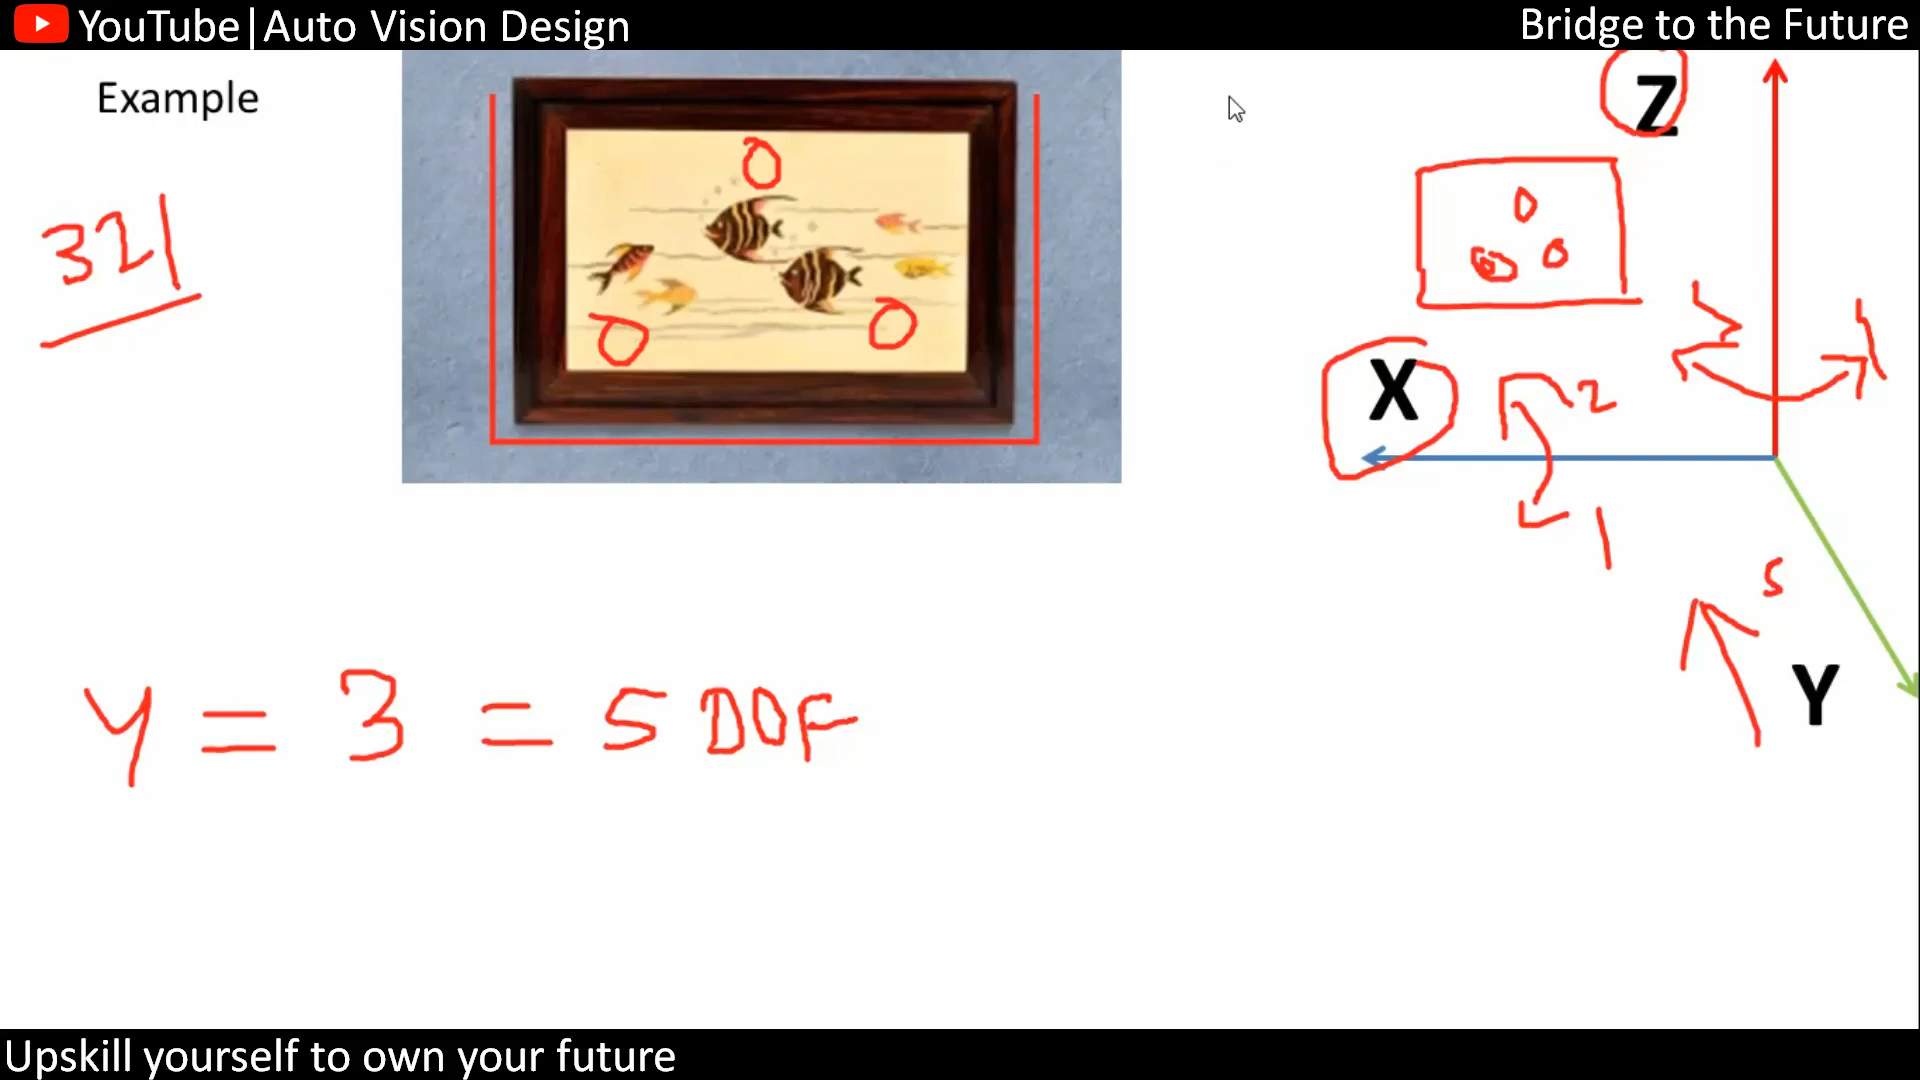 YouTube|Auto Vision Design
Bridge to the Future
Example
321
Z
X
2
1
5
Y
Y = 3 = 5 DOF
Upskill yourself to own your future